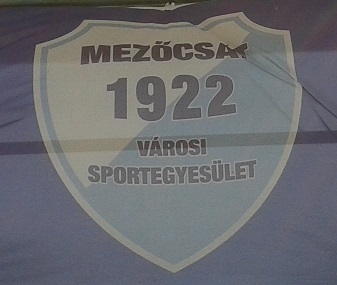 MEZŐCSÁT
1922
VÁROSI
SPORTEGYESÜLET